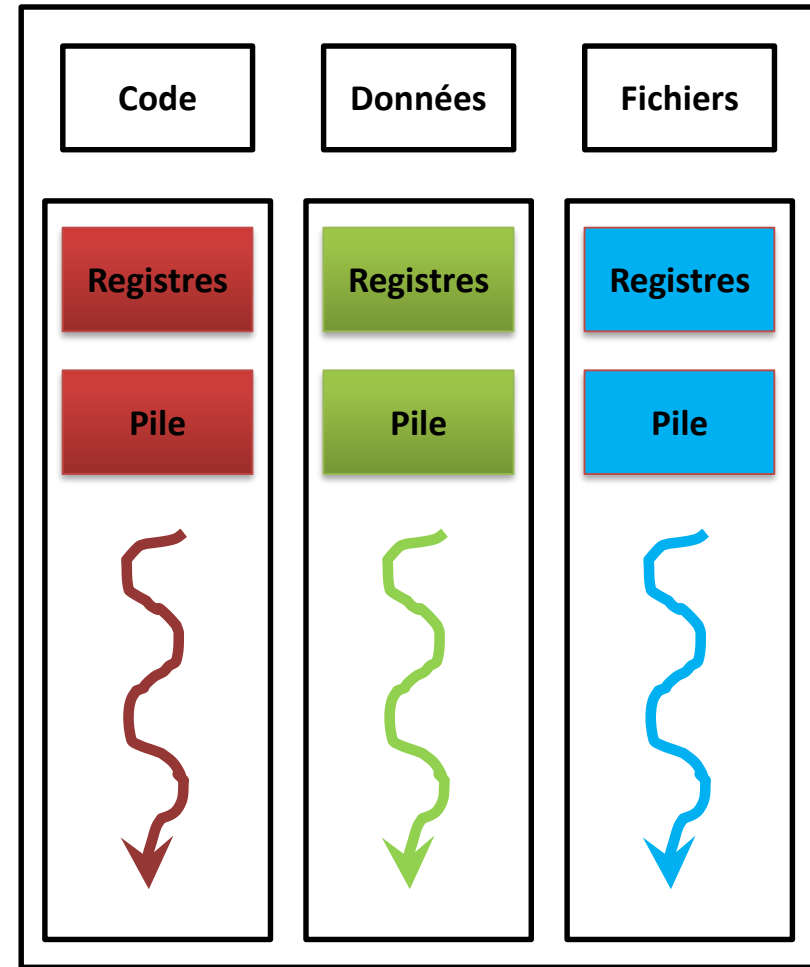 Code
Données
Fichiers
Registres
Registres
Registres
Pile
Pile
Pile